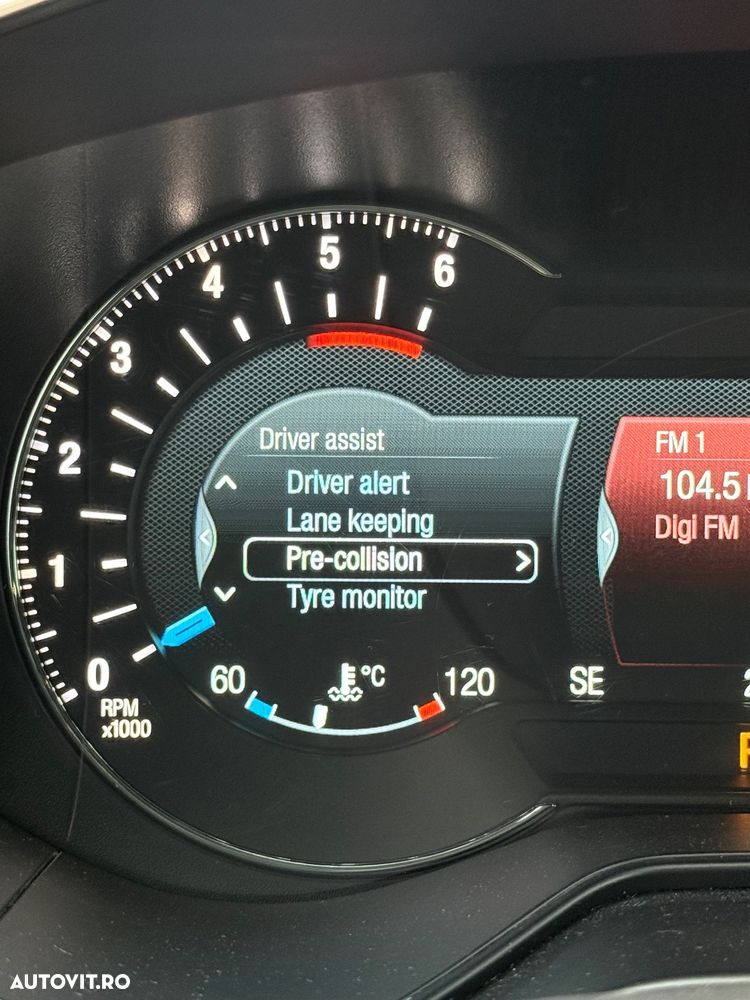 6
5
4
3
2
1
0
RPM
x1000
Driver assist
Driver alert
Lane keeping
Pre-collision
Tyre monitor
60
°C
120
SE
FM 1
104.5
Digi FM
AUTOVIT.RO